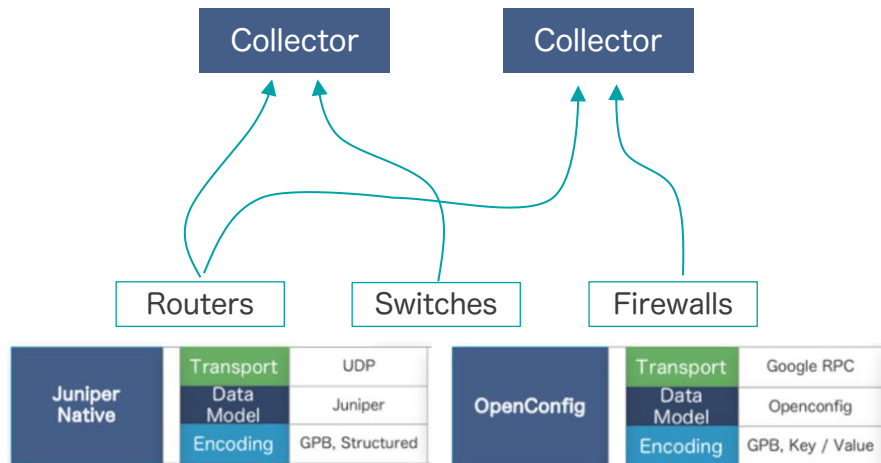 Collector
Collector
Routers
Switches
Firewalls
Juniper
Native
Transport
UDP
Data
Model
Juniper
Encoding
GPB, Structured
OpenConfig
Transport
Google RPC
Data
Model
Openconfig
Encoding
GPB, Key / Value